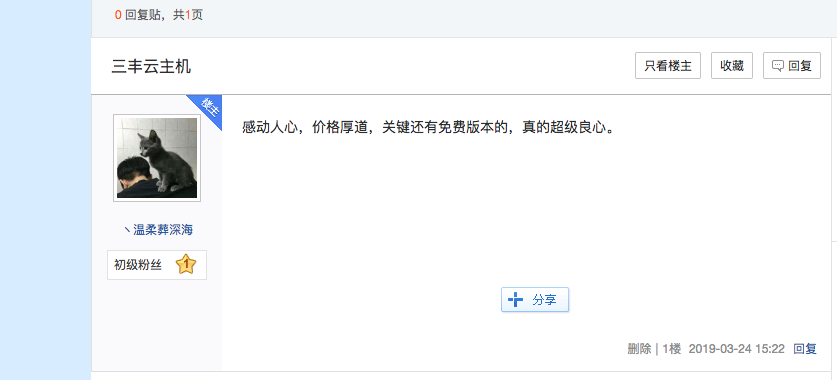 0 回复贴，共1页
三丰云主机
只看楼主
收藏
回复
楼主
感动人心，价格厚道，关键还有免费版本的，真的超级良心。
丶温柔葬深海
初级粉丝 1
分享
删除 | 1楼 2019-03-24 15:22 回复